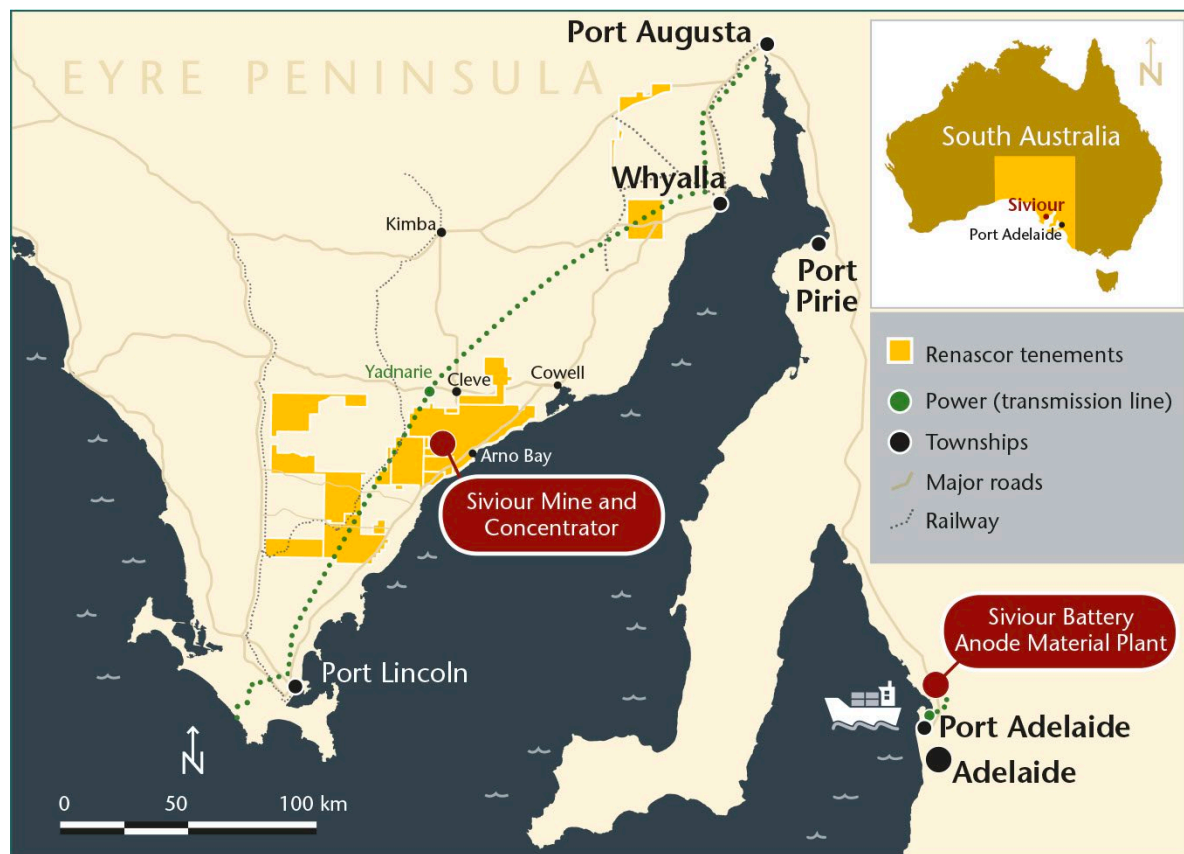 Port Augusta
EYRE PENINSULA
N
South Australia
Whyalla
Siviour
Kimba
Port Adelaide
Port
Pirie
Renascor tenements
Yadnarie
Cleve
Cowell
Power (transmission line)
Townships
Arno Bay
Major roads
Siviour Mine and
Concentrator
Railway
Siviour Battery
Anode Material Plant
Port Lincoln
Port Adelaide
N
Adelaide
0 50 100 km